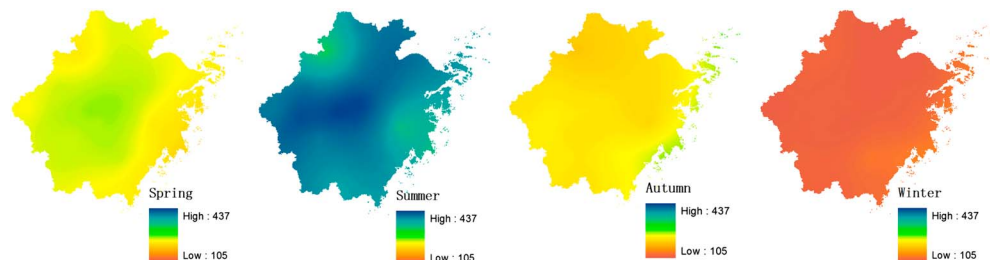 Spring
High : 437
Low : 105
Summer
High : 437
Low : 105
Autumn
High : 437
Low : 105
Winter
High : 437
Low : 105